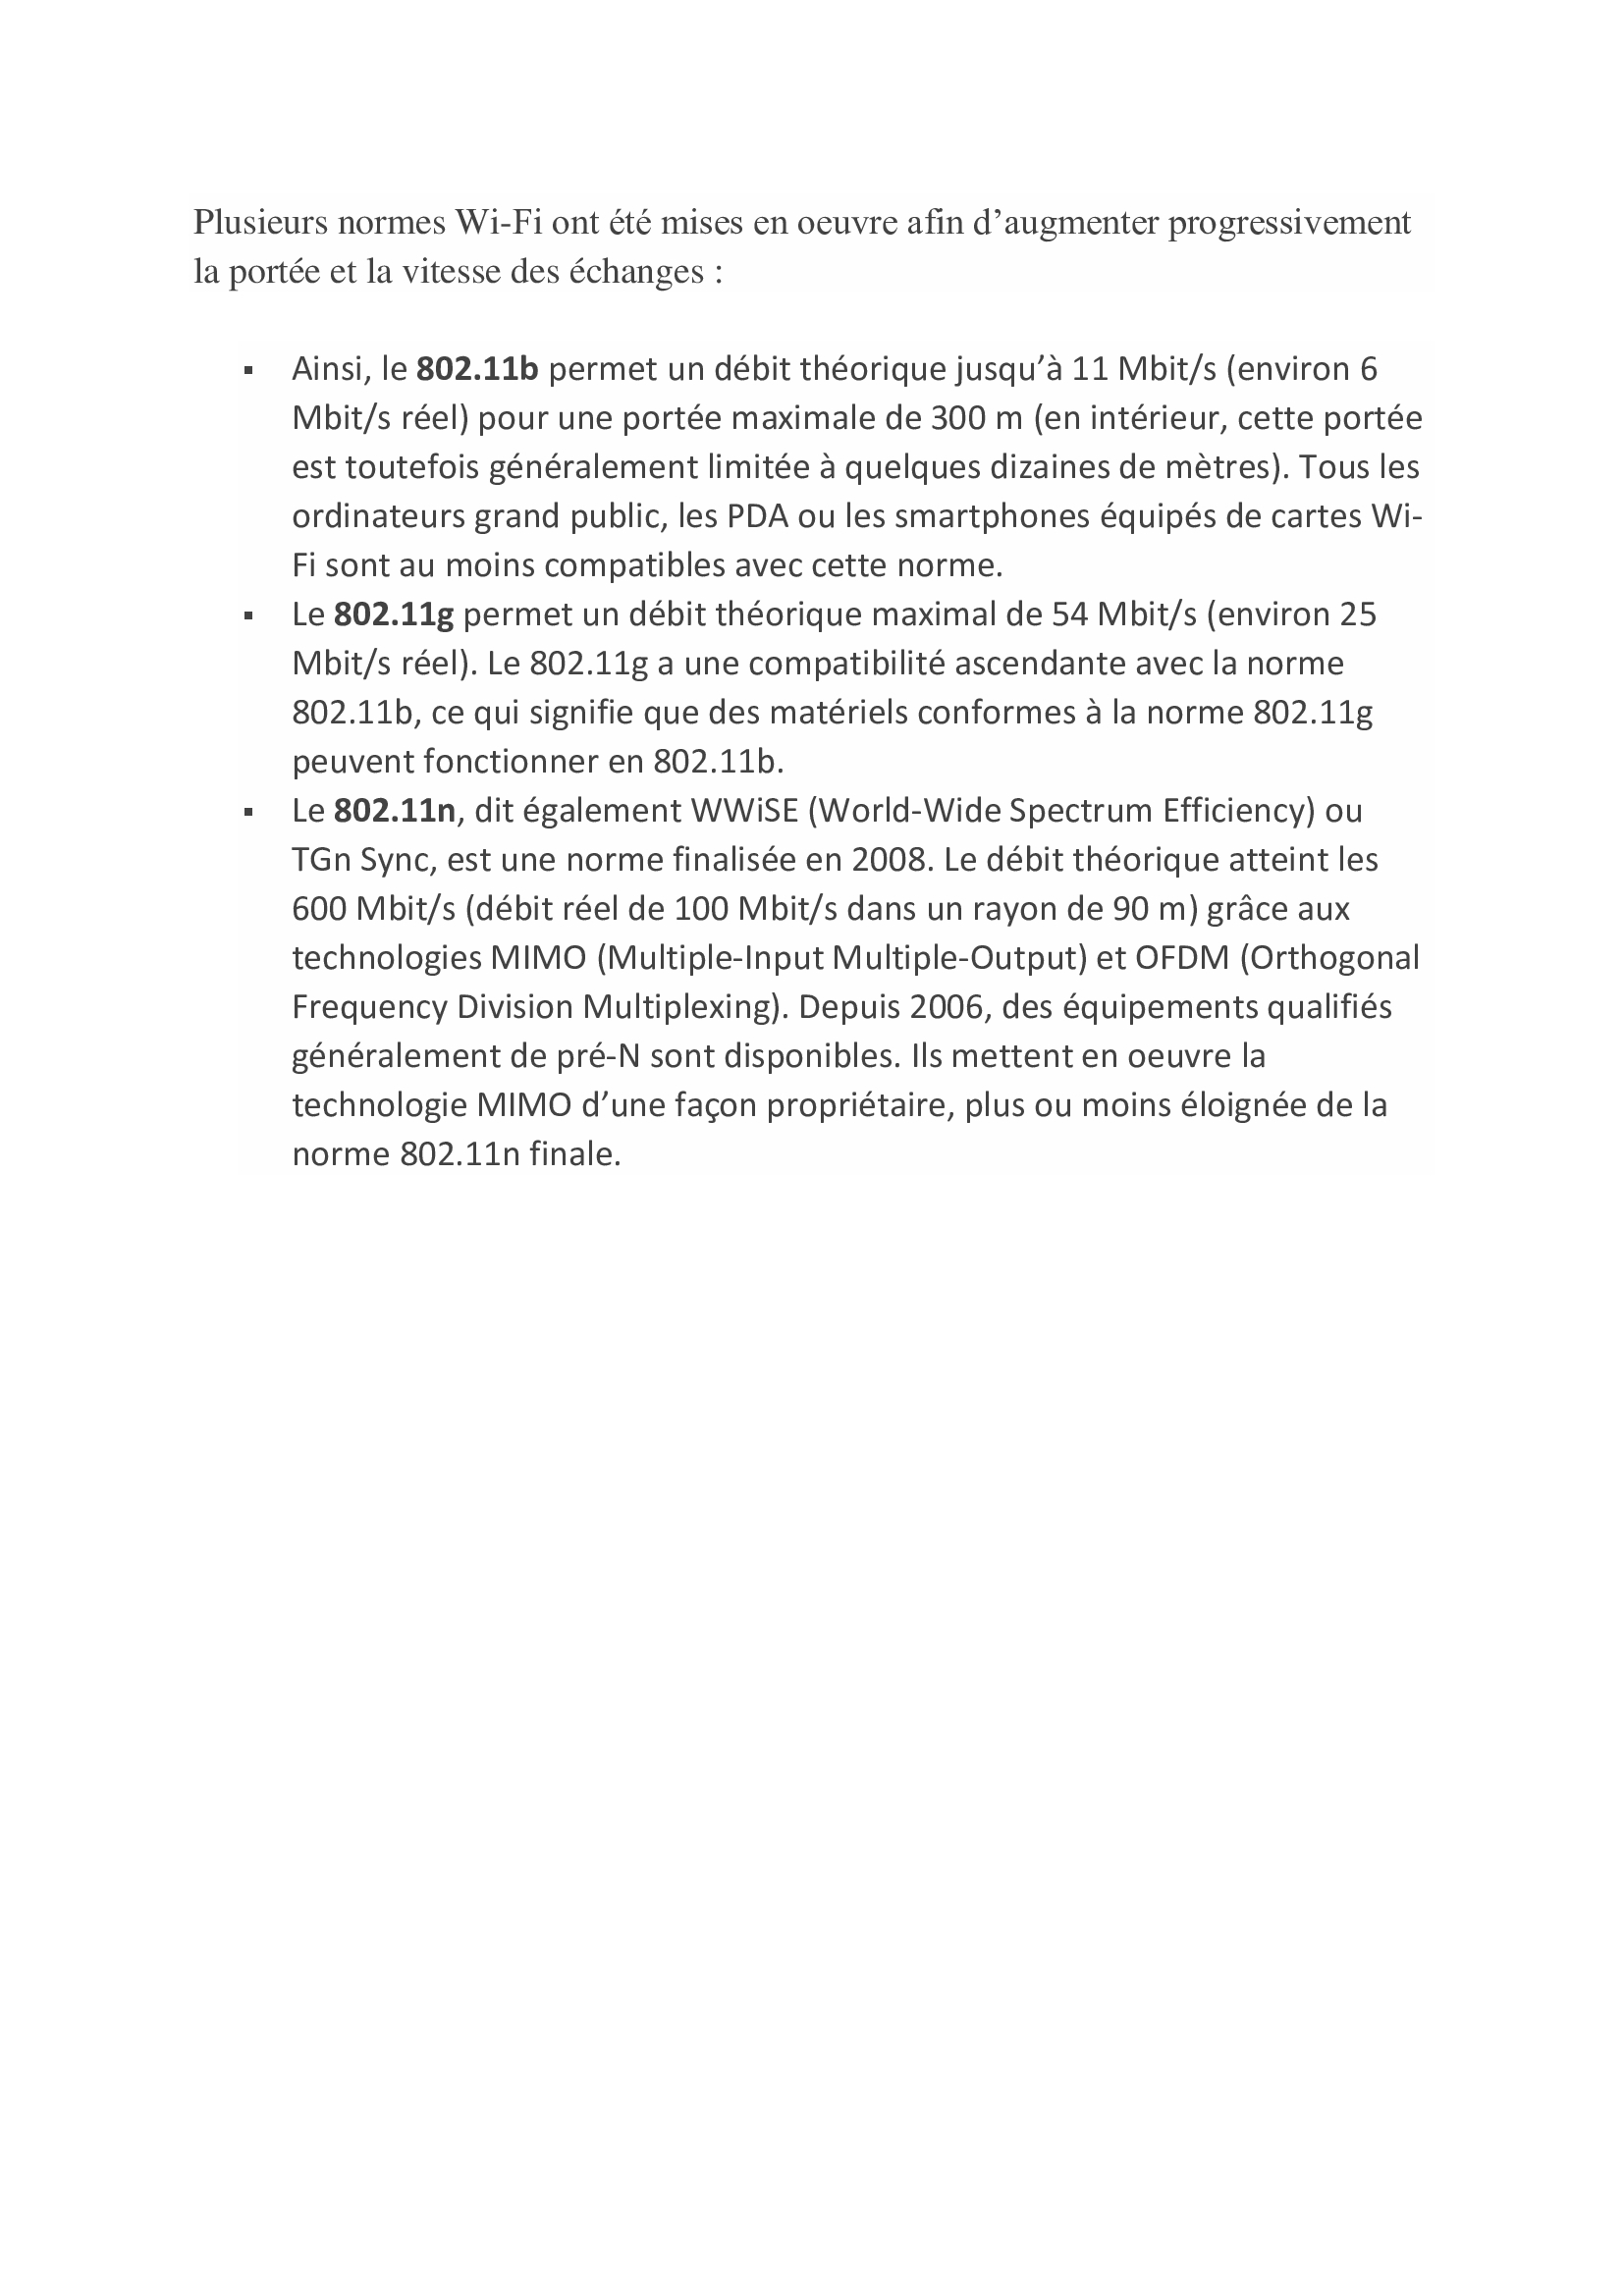 Plusieurs normes Wi-Fi ont été mises en oeuvre afin d’augmenter progressivement
la portée et la vitesse des échanges :
▪ Ainsi, le 802.11b permet un débit théorique jusqu’à 11 Mbit/s (environ 6
Mbit/s réel) pour une portée maximale de 300 m (en intérieur, cette portée
est toutefois généralement limitée à quelques dizaines de mètres). Tous les
ordinateurs grand public, les PDA ou les smartphones équipés de cartes Wi-
Fi sont au moins compatibles avec cette norme.
▪ Le 802.11g permet un débit théorique maximal de 54 Mbit/s (environ 25
Mbit/s réel). Le 802.11g a une compatibilité ascendante avec la norme
802.11b, ce qui signifie que des matériels conformes à la norme 802.11g
peuvent fonctionner en 802.11b.
▪ Le 802.11n, dit également WWiSE (World-Wide Spectrum Efficiency) ou
TGn Sync, est une norme finalisée en 2008. Le débit théorique atteint les
600 Mbit/s (débit réel de 100 Mbit/s dans un rayon de 90 m) grâce aux
technologies MIMO (Multiple-Input Multiple-Output) et OFDM (Orthogonal
Frequency Division Multiplexing). Depuis 2006, des équipements qualifiés
généralement de pré-N sont disponibles. Ils mettent en oeuvre la
technologie MIMO d’une façon propriétaire, plus ou moins éloignée de la
norme 802.11n finale.